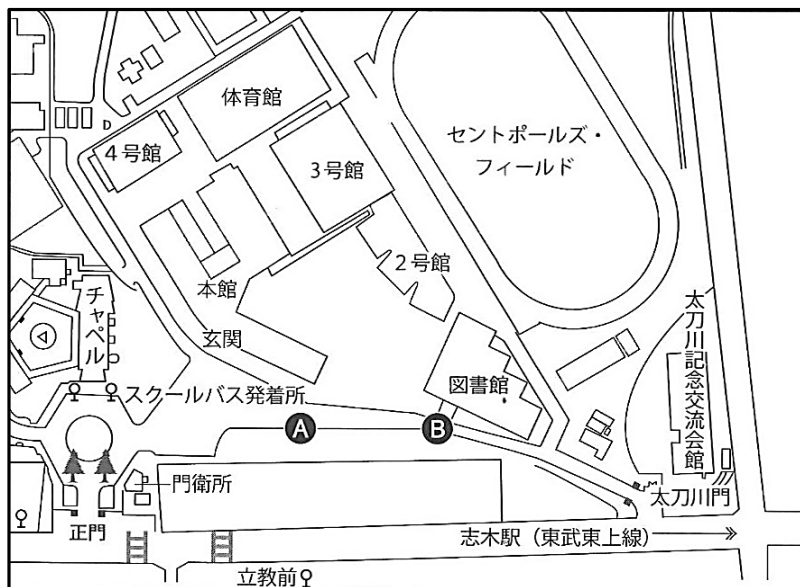 体育館
セントポールズ・
フィールド
D
4号館
3号館
2号館
本館
チャペル
玄関
太刀川記念交流会館
図書館
スクールバス発着所
A
B
門衛所
太刀川門
正門
志木駅（東武東上線）
立教前